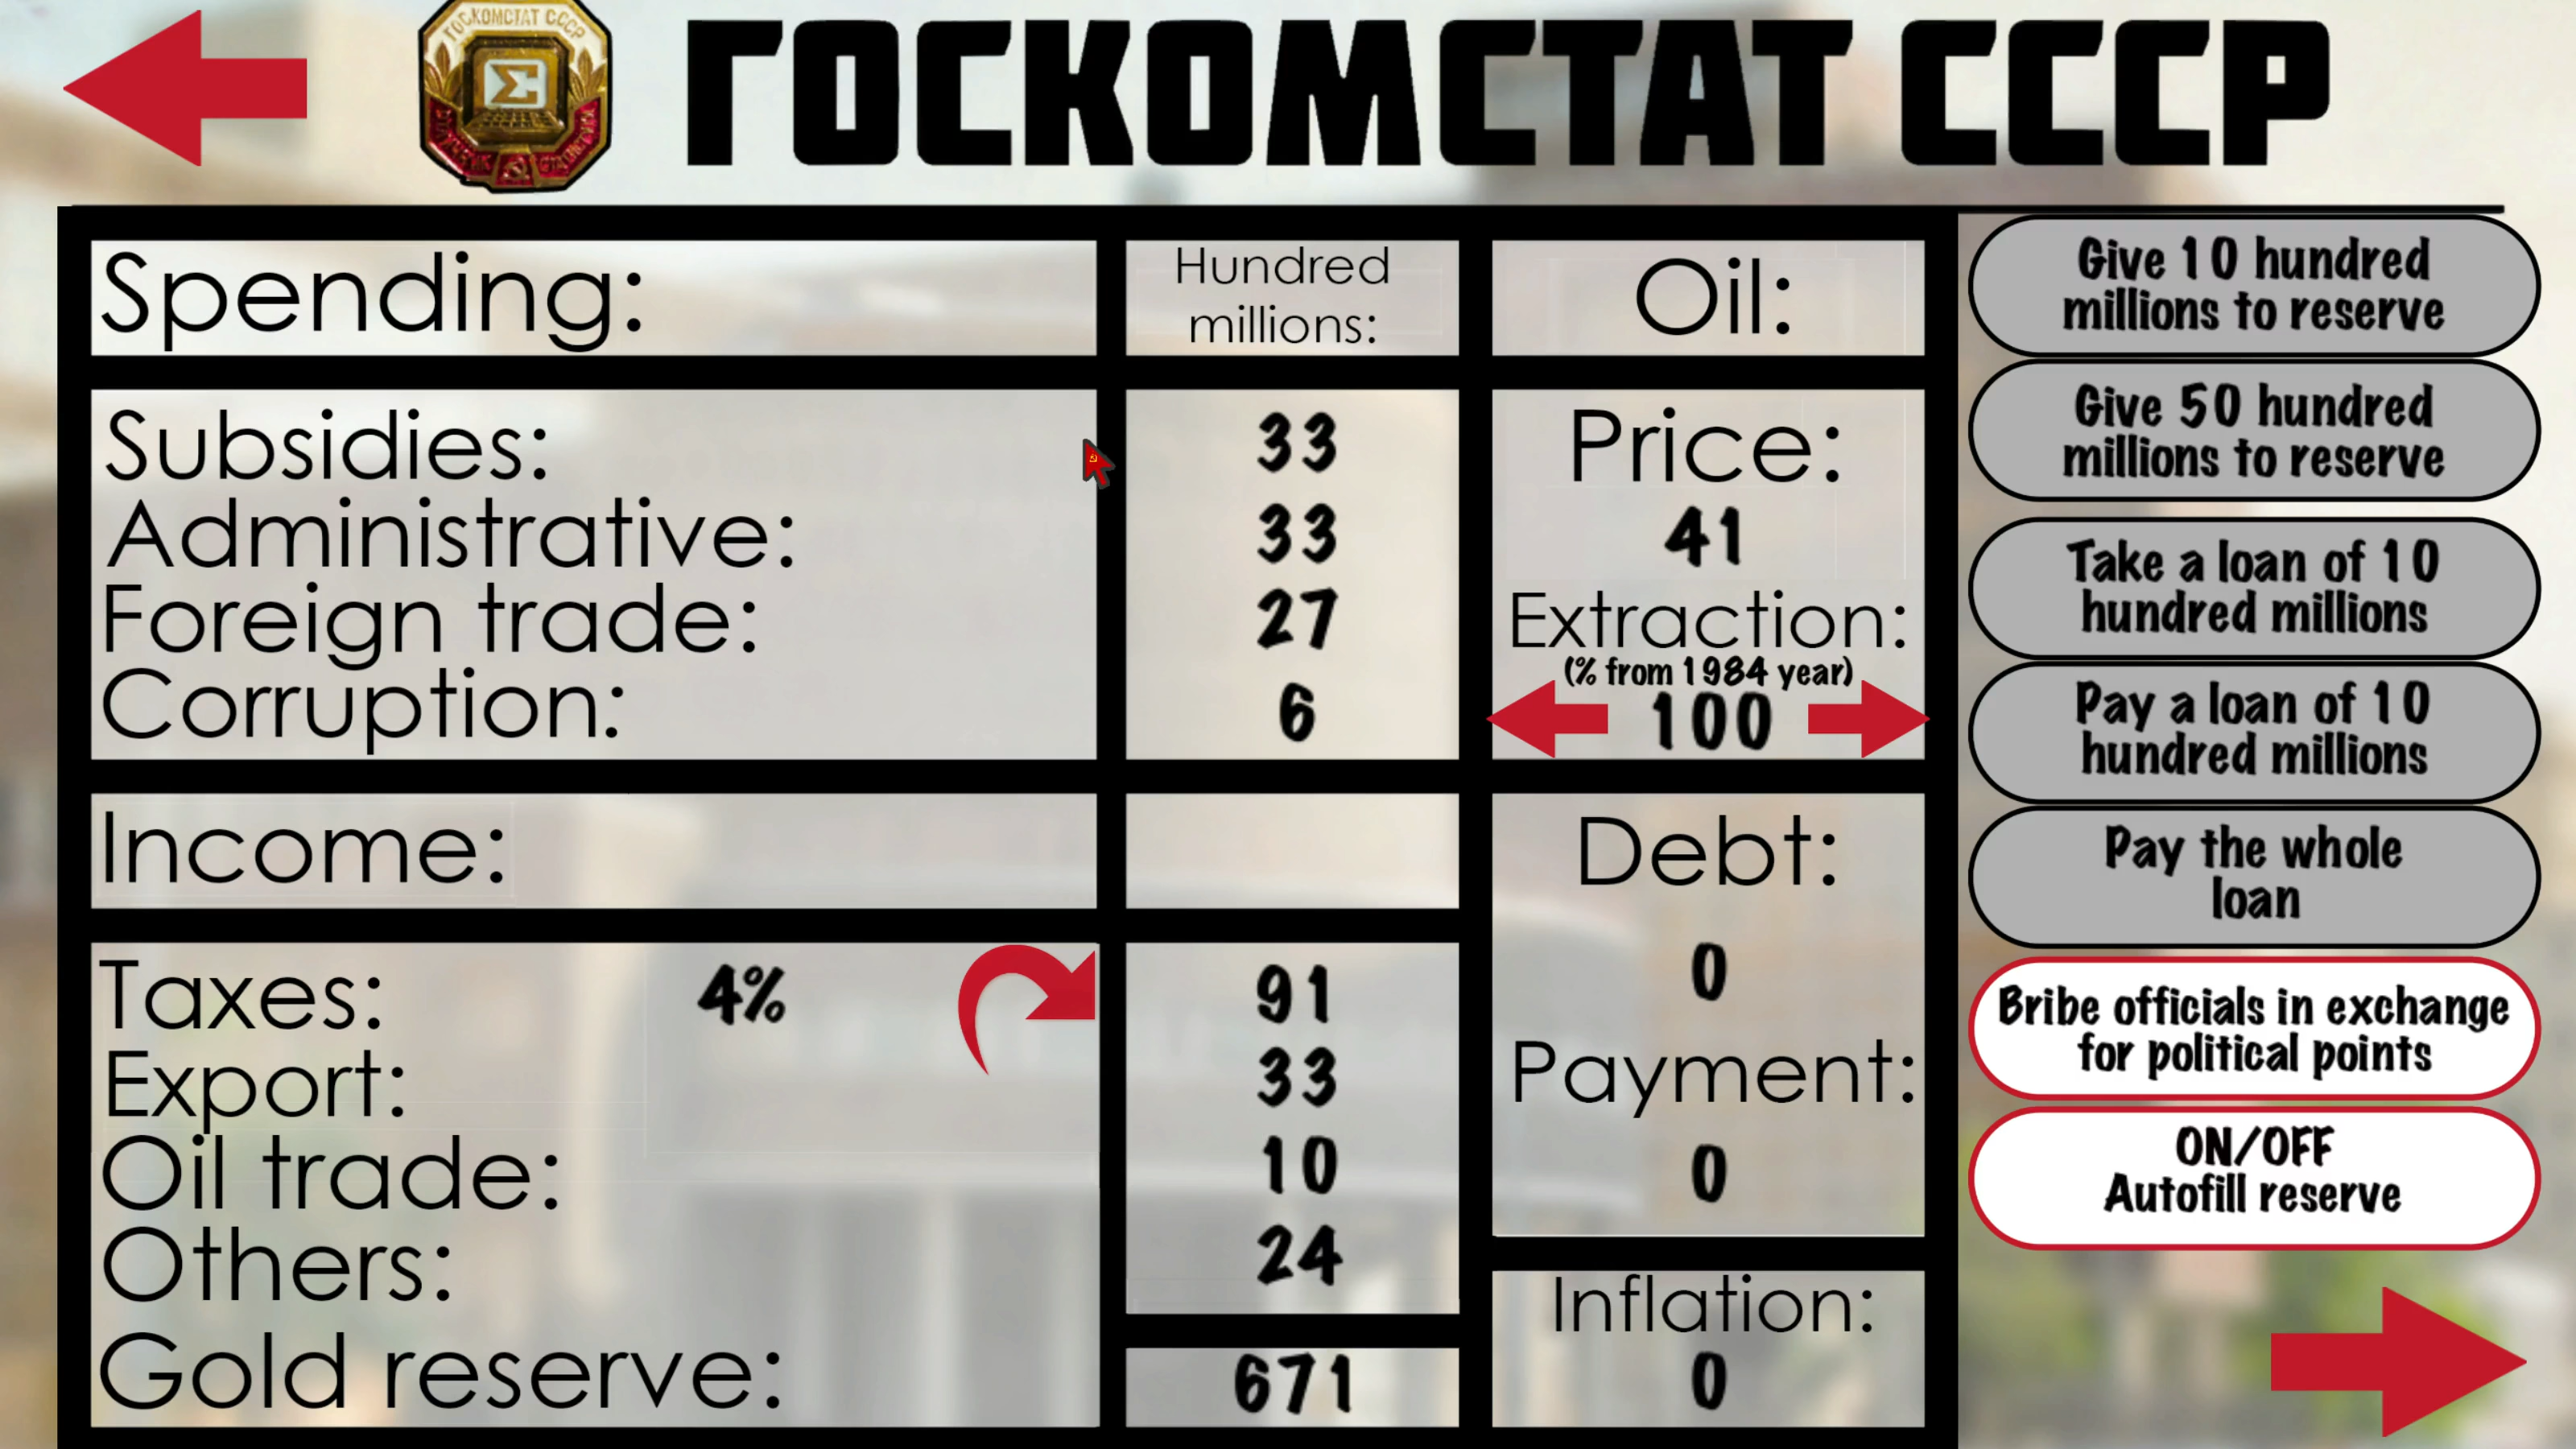 ГОСКОМСТАТ СССР
ГОСКОМСТАТ СССР
Spending:
Hundred
millions:
Oil:
Subsidies: 33
Administrative: 33
Foreign trade: 27
Corruption: 6
Price:
41
Extraction:
(% from 1984 year)
100
Income:
Taxes: 4% 91
Export: 33
Oil trade: 10
Others: 24
Gold reserve: 671
Debt:
0
Payment:
0
Inflation:
0
Give 10 hundred
millions to reserve
Give 50 hundred
millions to reserve
Take a loan of 10
hundred millions
Pay a loan of 10
hundred millions
Pay the whole
loan
Bribe officials in exchange
for political points
ON/OFF
Autofill reserve